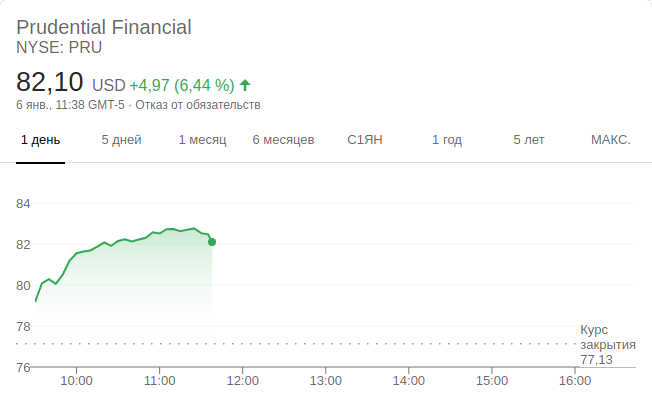 Prudential Financial
NYSE: PRU
82,10 USD +4,97 (6,44 %)
6 янв., 11:38 GMT-5 · Отказ от обязательств
1 день 5 дней 1 месяц 6 месяцев С1ЯН 1 год 5 лет МАКС.
84
82
80
78
Курс
закрытия
77,13
76
10:00 11:00 12:00 13:00 14:00 15:00 16:00